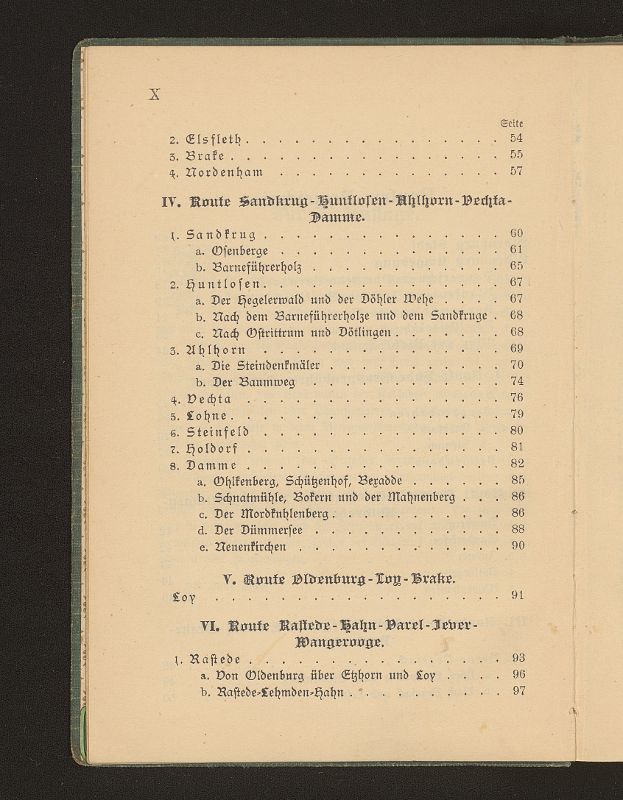 X
Seite
2. Elsfleth . . . . . . . . . . . . . . . . 54
3. Brake . . . . . . . . . . . . . . . . . 55
4. Nordenham . . . . . . . . . . . . . . 57
IV. Route Sandkrug-Huntlosen-Ahlhorn-Vechta-
Damme.
1. Sandkrug . . . . . . . . . . . . . . . 60
a. Osenberge . . . . . . . . . . . . . . 61
b. Barneführerholz . . . . . . . . . . . . 65
2. Huntlosen . . . . . . . . . . . . . . . 67
a. Der Hegelerwald und der Döhler Wehe . . . . 67
b. Nach dem Barneführerholze und dem Sandkruge . 68
c. Nach Ostrittrum und Dötlingen . . . . . . . 68
3. Ahlhorn . . . . . . . . . . . . . . . 69
a. Die Steindenkmäler . . . . . . . . . . . 70
b. Der Baumweg . . . . . . . . . . . . . 74
4. Vechta . . . . . . . . . . . . . . . . 76
5. Lohne . . . . . . . . . . . . . . . . . 79
6. Steinfeld . . . . . . . . . . . . . . . 80
7. Holdorf . . . . . . . . . . . . . . . . 81
8. Damme . . . . . . . . . . . . . . . . 82
a. Ohlkenberg, Schützenhof, Bexadde . . . . . . 85
b. Schnatmühle, Bokern und der Mahnenberg . . . 86
c. Der Mordkuhlenberg . . . . . . . . . . . 86
d. Der Dümmersee . . . . . . . . . . . . 88
e. Neuenkirchen . . . . . . . . . . . . . 90
V. Route Oldenburg-Loy-Brake.
Loy . . . . . . . . . . . . . . . . . . 91
VI. Route Rastede-Hahn-Varel-Jever-
Wangerooge.
1. Rastede . . . . . . . . . . . . . . . . 93
a. Von Oldenburg über Etzhorn und Loy . . . . . 96
b. Rastede-Lehmden-Hahn . . . . . . . . . . 97